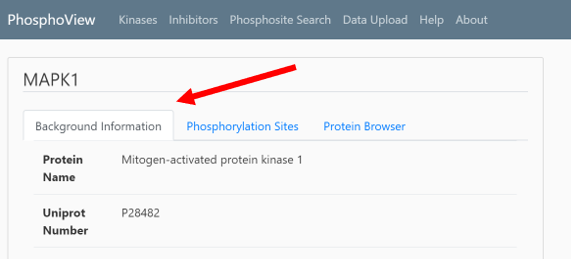 PhosphoView Kinases Inhibitors Phosphosite Search Data Upload Help About
MAPK1
Background Information Phosphorylation Sites Protein Browser
Protein Mitogen-activated protein kinase 1
Name
Uniprot P28482
Number